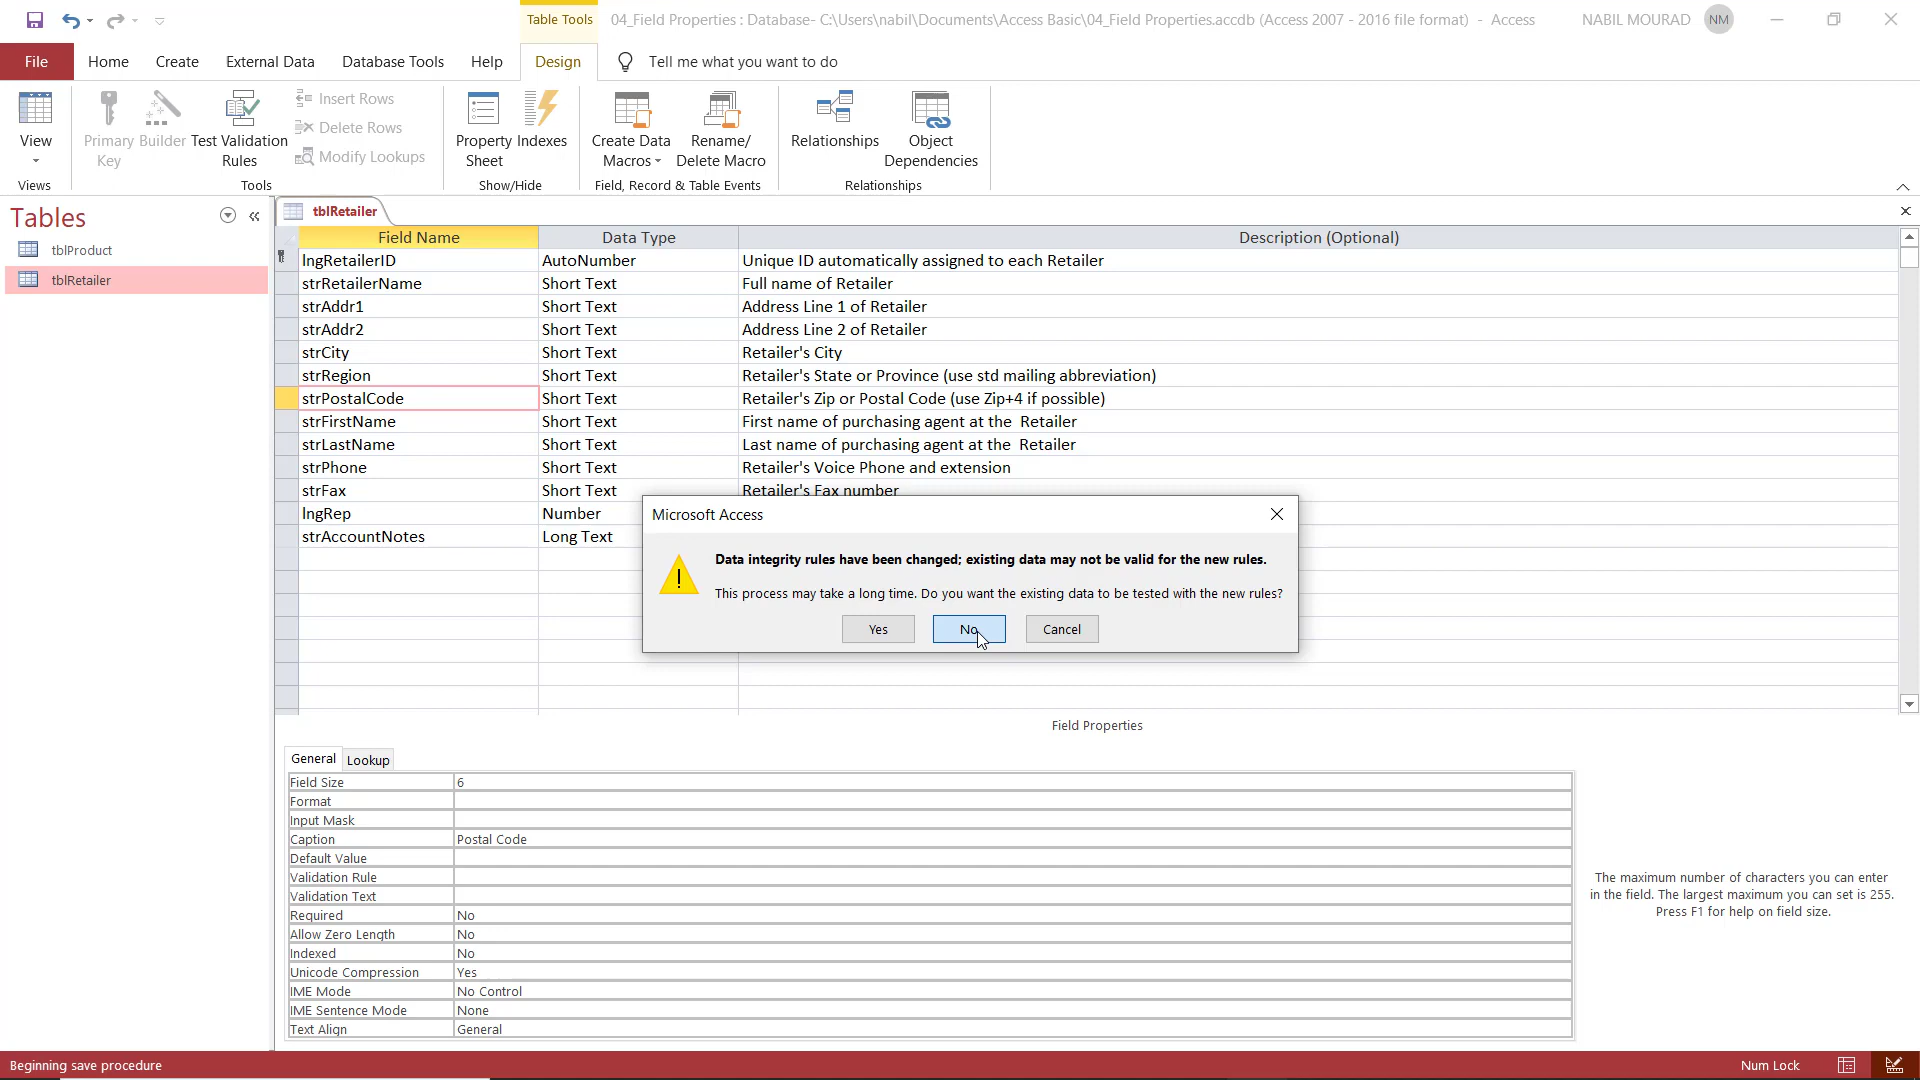 Table Tools
04_Field Properties : Database- C:\Users\nabil\Documents\Access Basic\04_Field Properties.accdb (Access 2007 - 2016 file format) - Access
NABIL MOURAD NM
File Home Create External Data Database Tools Help Design Tell me what you want to do
View
Primary Key
Builder
Test Validation Rules
Insert Rows
Delete Rows
Modify Lookups
Property Sheet
Indexes
Create Data Macros
Rename/ Delete Macro
Relationships
Object Dependencies
Views Tools Show/Hide Field, Record & Table Events Relationships
Tables
tblProduct
tblRetailer
tblRetailer
Field Name Data Type Description (Optional)
lngRetailerID AutoNumber Unique ID automatically assigned to each Retailer
strRetailerName Short Text Full name of Retailer
strAddr1 Short Text Address Line 1 of Retailer
strAddr2 Short Text Address Line 2 of Retailer
strCity Short Text Retailer's City
strRegion Short Text Retailer's State or Province (use std mailing abbreviation)
strPostalCode Short Text Retailer's Zip or Postal Code (use Zip+4 if possible)
strFirstName Short Text First name of purchasing agent at the Retailer
strLastName Short Text Last name of purchasing agent at the Retailer
strPhone Short Text Retailer's Voice Phone and extension
strFax Short Text Retailer's Fax number
lngRep Number
strAccountNotes Long Text
Microsoft Access
Data integrity rules have been changed; existing data may not be valid for the new rules.
This process may take a long time. Do you want the existing data to be tested with the new rules?
Yes No Cancel
Field Properties
General Lookup
Field Size 6
Format
Input Mask
Caption Postal Code
Default Value
Validation Rule
Validation Text
Required No
Allow Zero Length No
Indexed No
Unicode Compression Yes
IME Mode No Control
IME Sentence Mode None
Text Align General
The maximum number of characters you can enter
in the field. The largest maximum you can set is 255.
Press F1 for help on field size.
Beginning save procedure
Num Lock